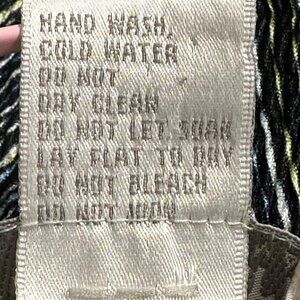 HAND WASH,
COLD WATER
DO NOT
DRY CLEAN
DO NOT LET SOAK
LAY FLAT TO DRY
DO NOT BLEACH
DO NOT IRON